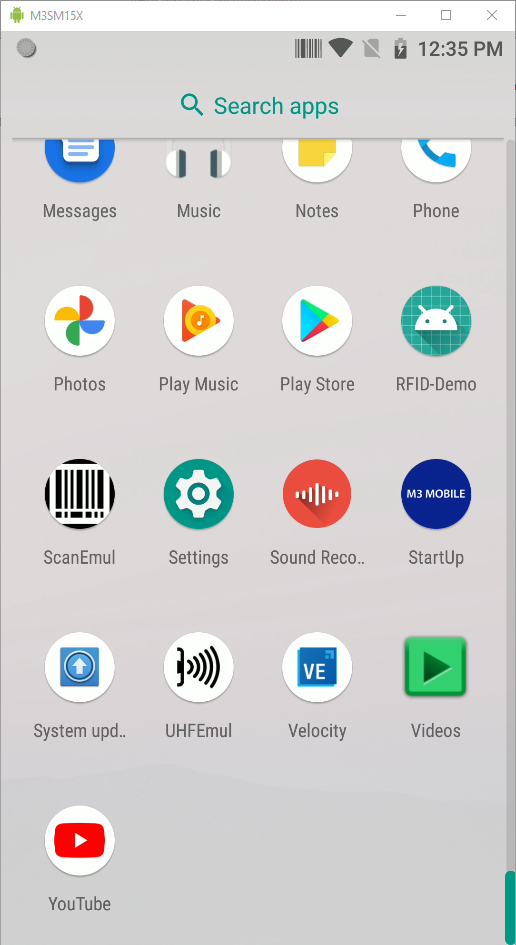 M3SM15X
12:35 PM
Search apps
Messages
Music
Notes
Phone
Photos
Play Music
Play Store
RFID-Demo
M3 MOBILE
ScanEmul
Settings
Sound Reco..
StartUp
VE
System upd..
UHFEmul
Velocity
Videos
YouTube